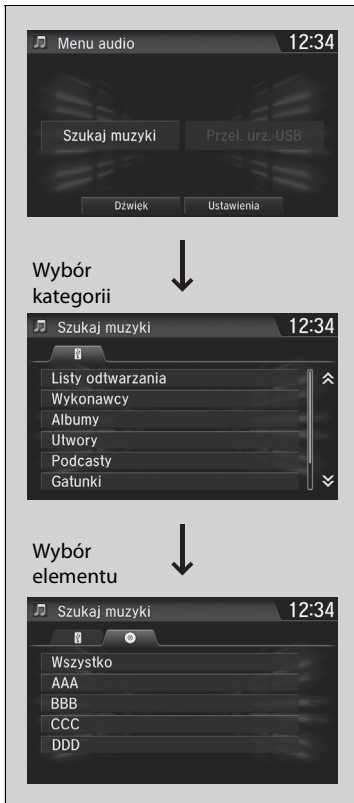 Menu audio 12:34
Szukaj muzyki Przeł. urz. USB
Dźwięk Ustawienia
Wybór
kategorii
Szukaj muzyki 12:34
Listy odtwarzania
Wykonawcy
Albumy
Utwory
Podcasty
Gatunki
Wybór
elementu
Szukaj muzyki 12:34
Wszystko
AAA
BBB
CCC
DDD